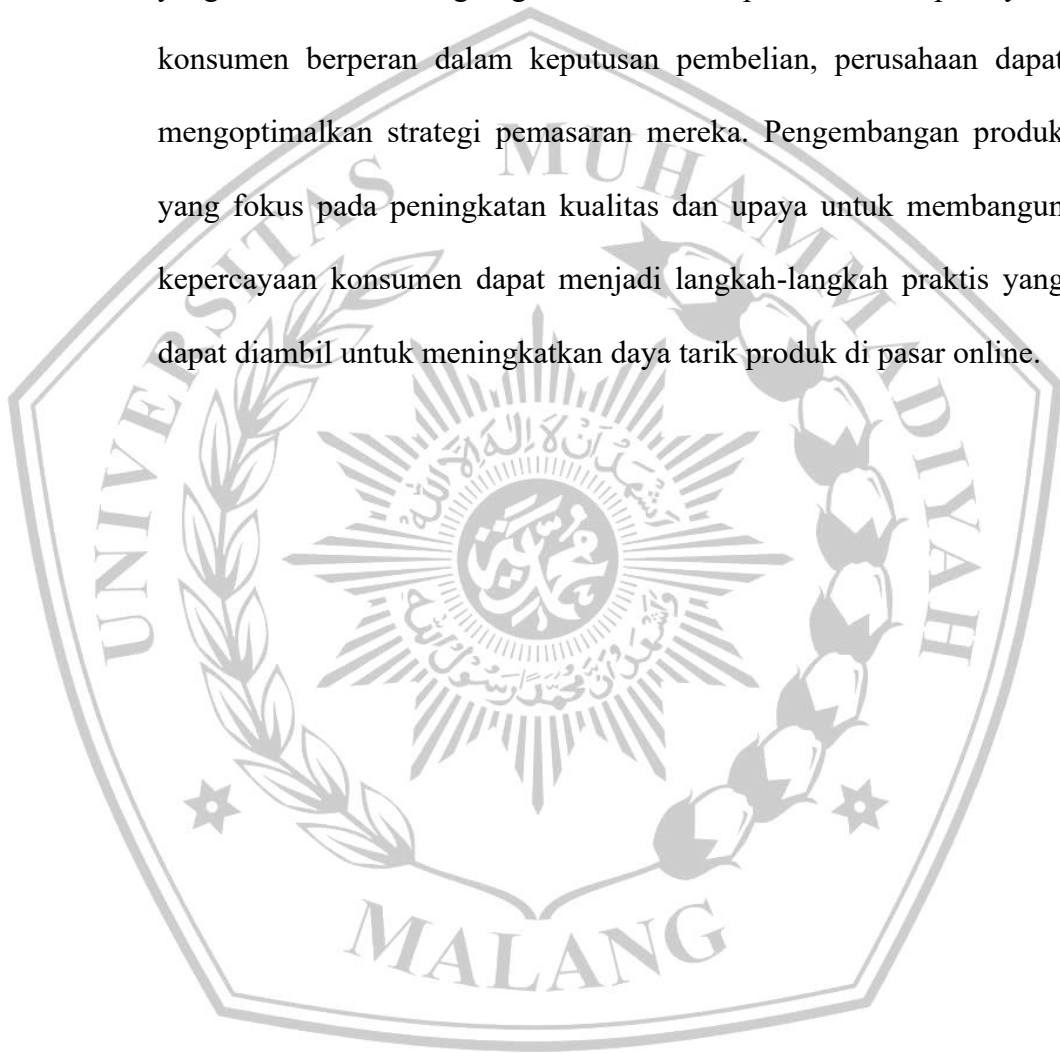 konsumen berperan dalam keputusan pembelian, perusahaan dapat
mengoptimalkan strategi pemasaran mereka. Pengembangan produk
yang fokus pada peningkatan kualitas dan upaya untuk membangun
kepercayaan konsumen dapat menjadi langkah-langkah praktis yang
dapat diambil untuk meningkatkan daya tarik produk di pasar online.
UNIVERSITAS MUHAMMADIYAH
MALANG